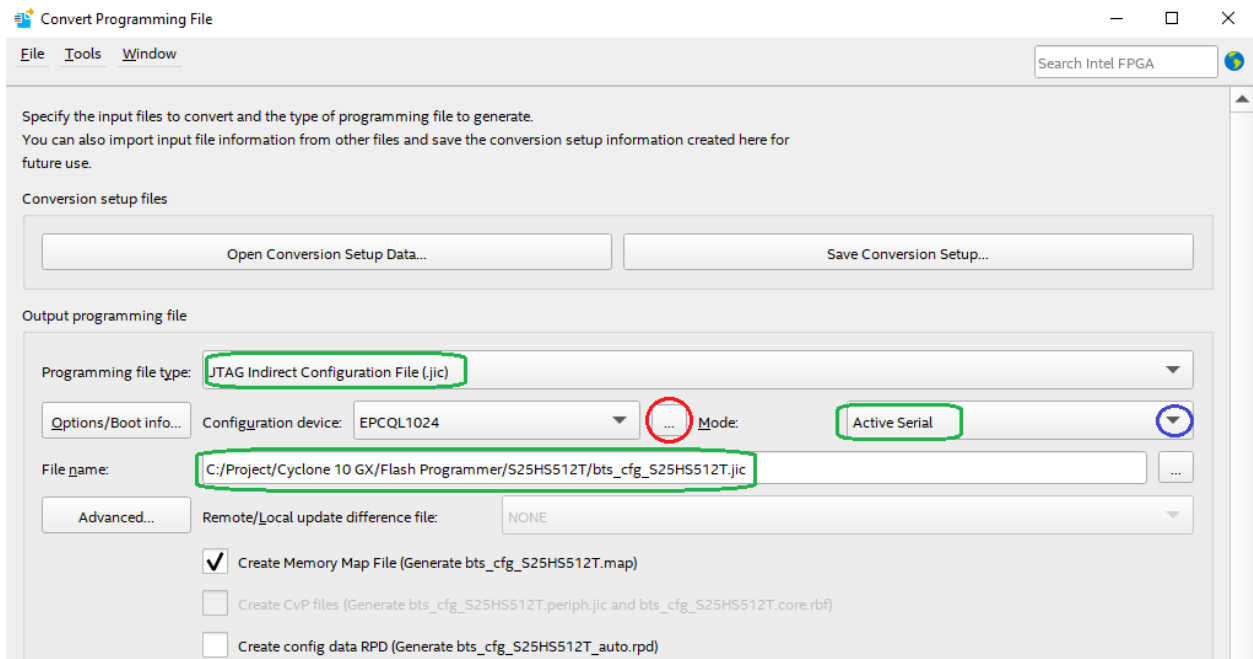 Convert Programming File
File Tools Window
Search Intel FPGA
Specify the input files to convert and the type of programming file to generate.
You can also import input file information from other files and save the conversion setup information created here for
future use.
Conversion setup files
Open Conversion Setup Data... Save Conversion Setup...
Output programming file
Programming file type: JTAG Indirect Configuration File (.jic)
Options/Boot info... Configuration device: EPCQL1024 ... Mode: Active Serial
File name: C:/Project/Cyclone 10 GX/Flash Programmer/S25HS512T/bts_cfg_S25HS512T.jic ...
Advanced... Remote/Local update difference file: NONE
Create Memory Map File (Generate bts_cfg_S25HS512T.map)
Create CvP files (Generate bts_cfg_S25HS512T.periph.jic and bts_cfg_S25HS512T.core.rbf)
Create config data RPD (Generate bts_cfg_S25HS512T_auto.rpd)